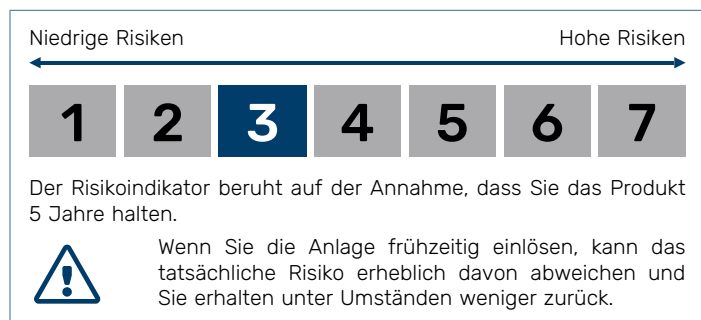 Niedrige Risiken Hohe Risiken
1 2 3 4 5 6 7
Der Risikoindikator beruht auf der Annahme, dass Sie das Produkt
5 Jahre halten.
Wenn Sie die Anlage frühzeitig einlösen, kann das
tatsächliche Risiko erheblich davon abweichen und
Sie erhalten unter Umständen weniger zurück.